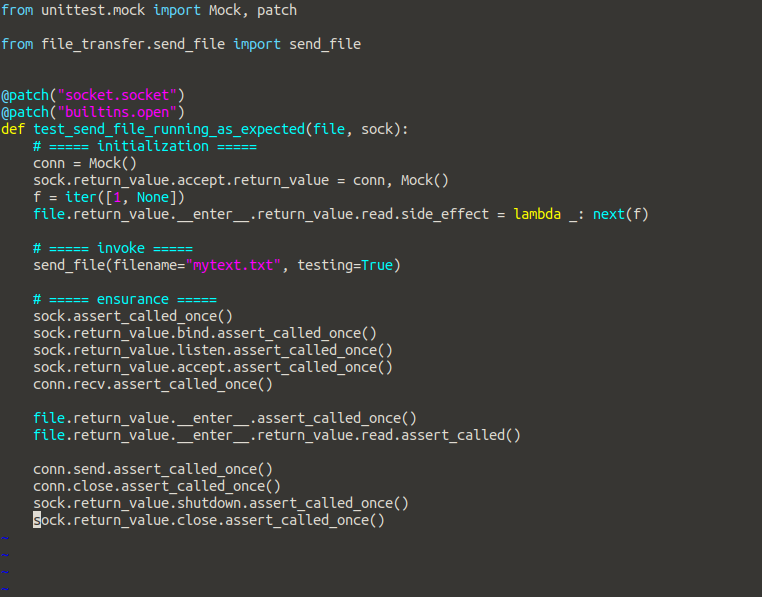 from unittest.mock import Mock, patch
from file_transfer.send_file import send_file
@patch("socket.socket")
@patch("builtins.open")
def test_send_file_running_as_expected(file, sock):
    # ===== initialization =====
    conn = Mock()
    sock.return_value.accept.return_value = conn, Mock()
    f = iter([1, None])
    file.return_value.__enter__.return_value.read.side_effect = lambda _: next(f)
    # ===== invoke =====
    send_file(filename="mytext.txt", testing=True)
    # ===== ensurance =====
    sock.assert_called_once()
    sock.return_value.bind.assert_called_once()
    sock.return_value.listen.assert_called_once()
    sock.return_value.accept.assert_called_once()
    conn.recv.assert_called_once()
    file.return_value.__enter__.assert_called_once()
    file.return_value.__enter__.return_value.read.assert_called()
    conn.send.assert_called_once()
    conn.close.assert_called_once()
    sock.return_value.shutdown.assert_called_once()
    sock.return_value.close.assert_called_once()
~
~
~
~